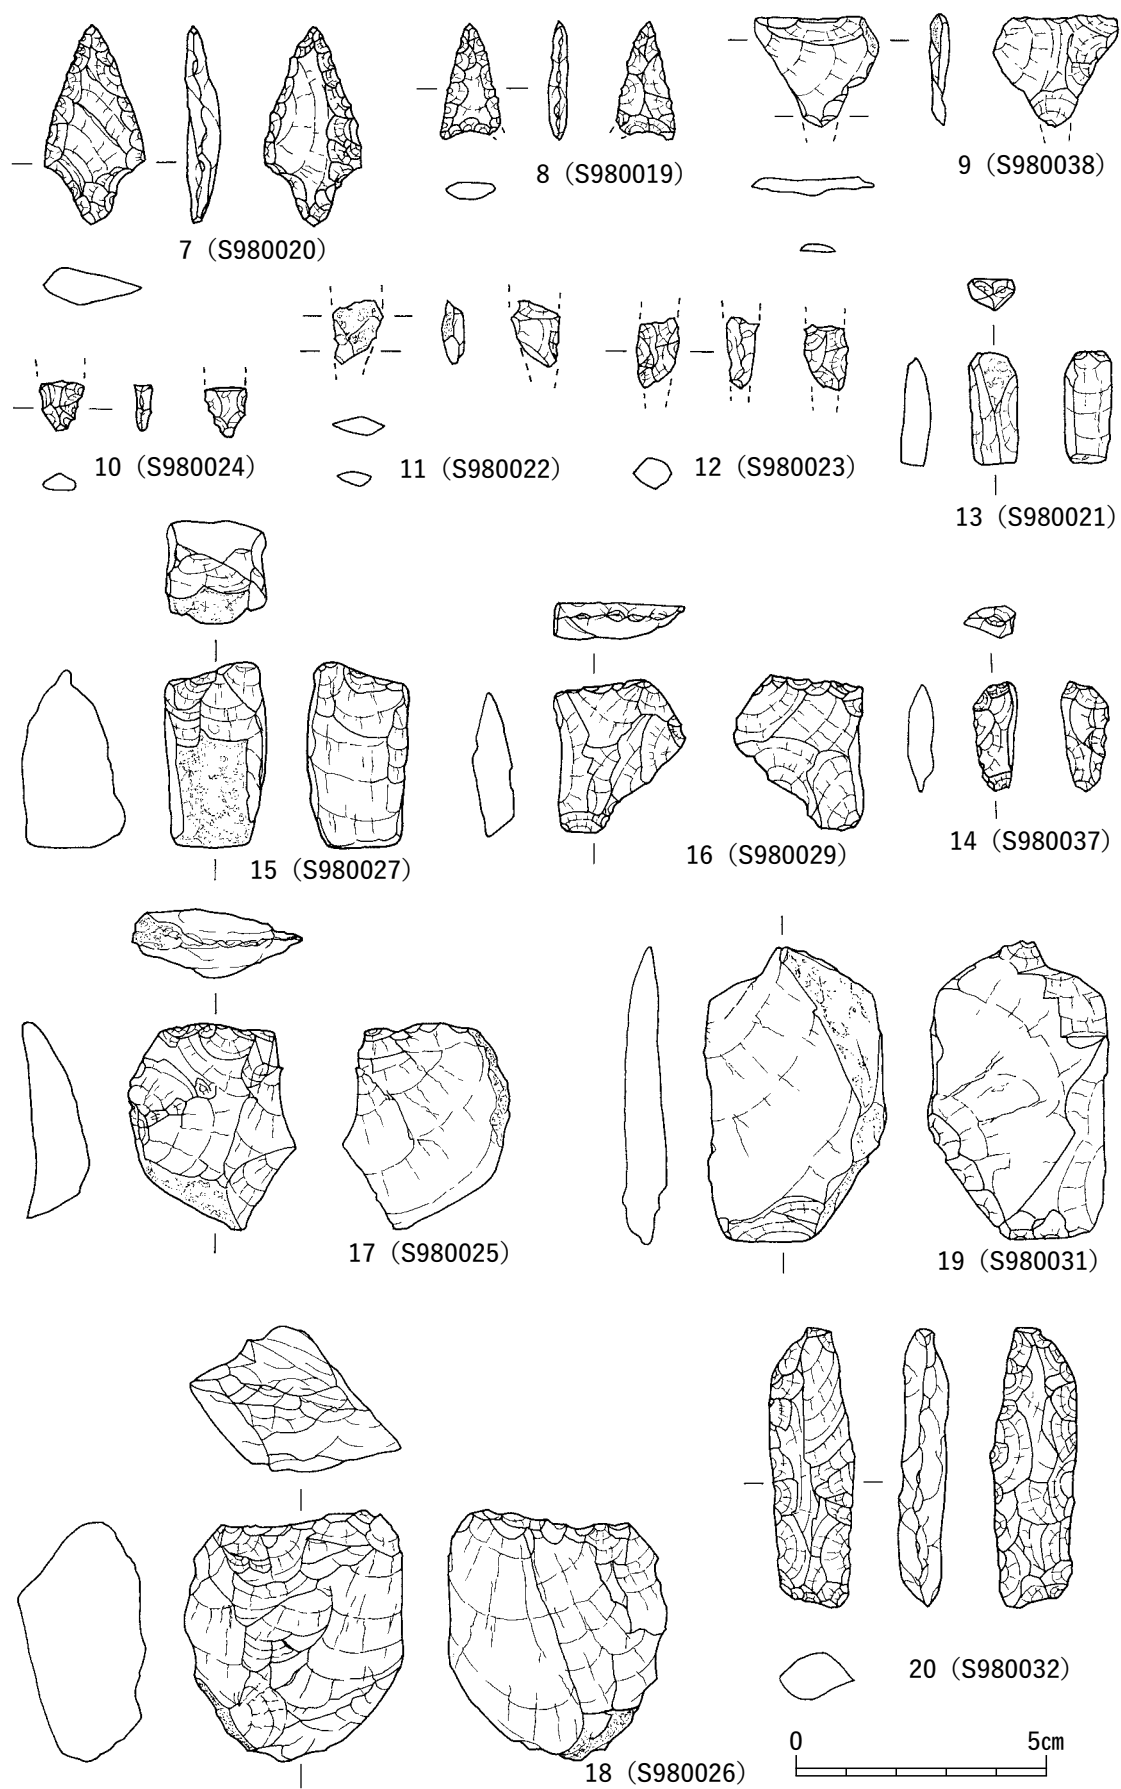 8（S980019）
9（S980038）
7（S980020）
10（S980024）
11（S980022）
12（S980023）
13（S980021）
15（S980027）
16（S980029）
14（S980037）
17（S980025）
19（S980031）
20（S980032）
0 5cm
18（S980026）